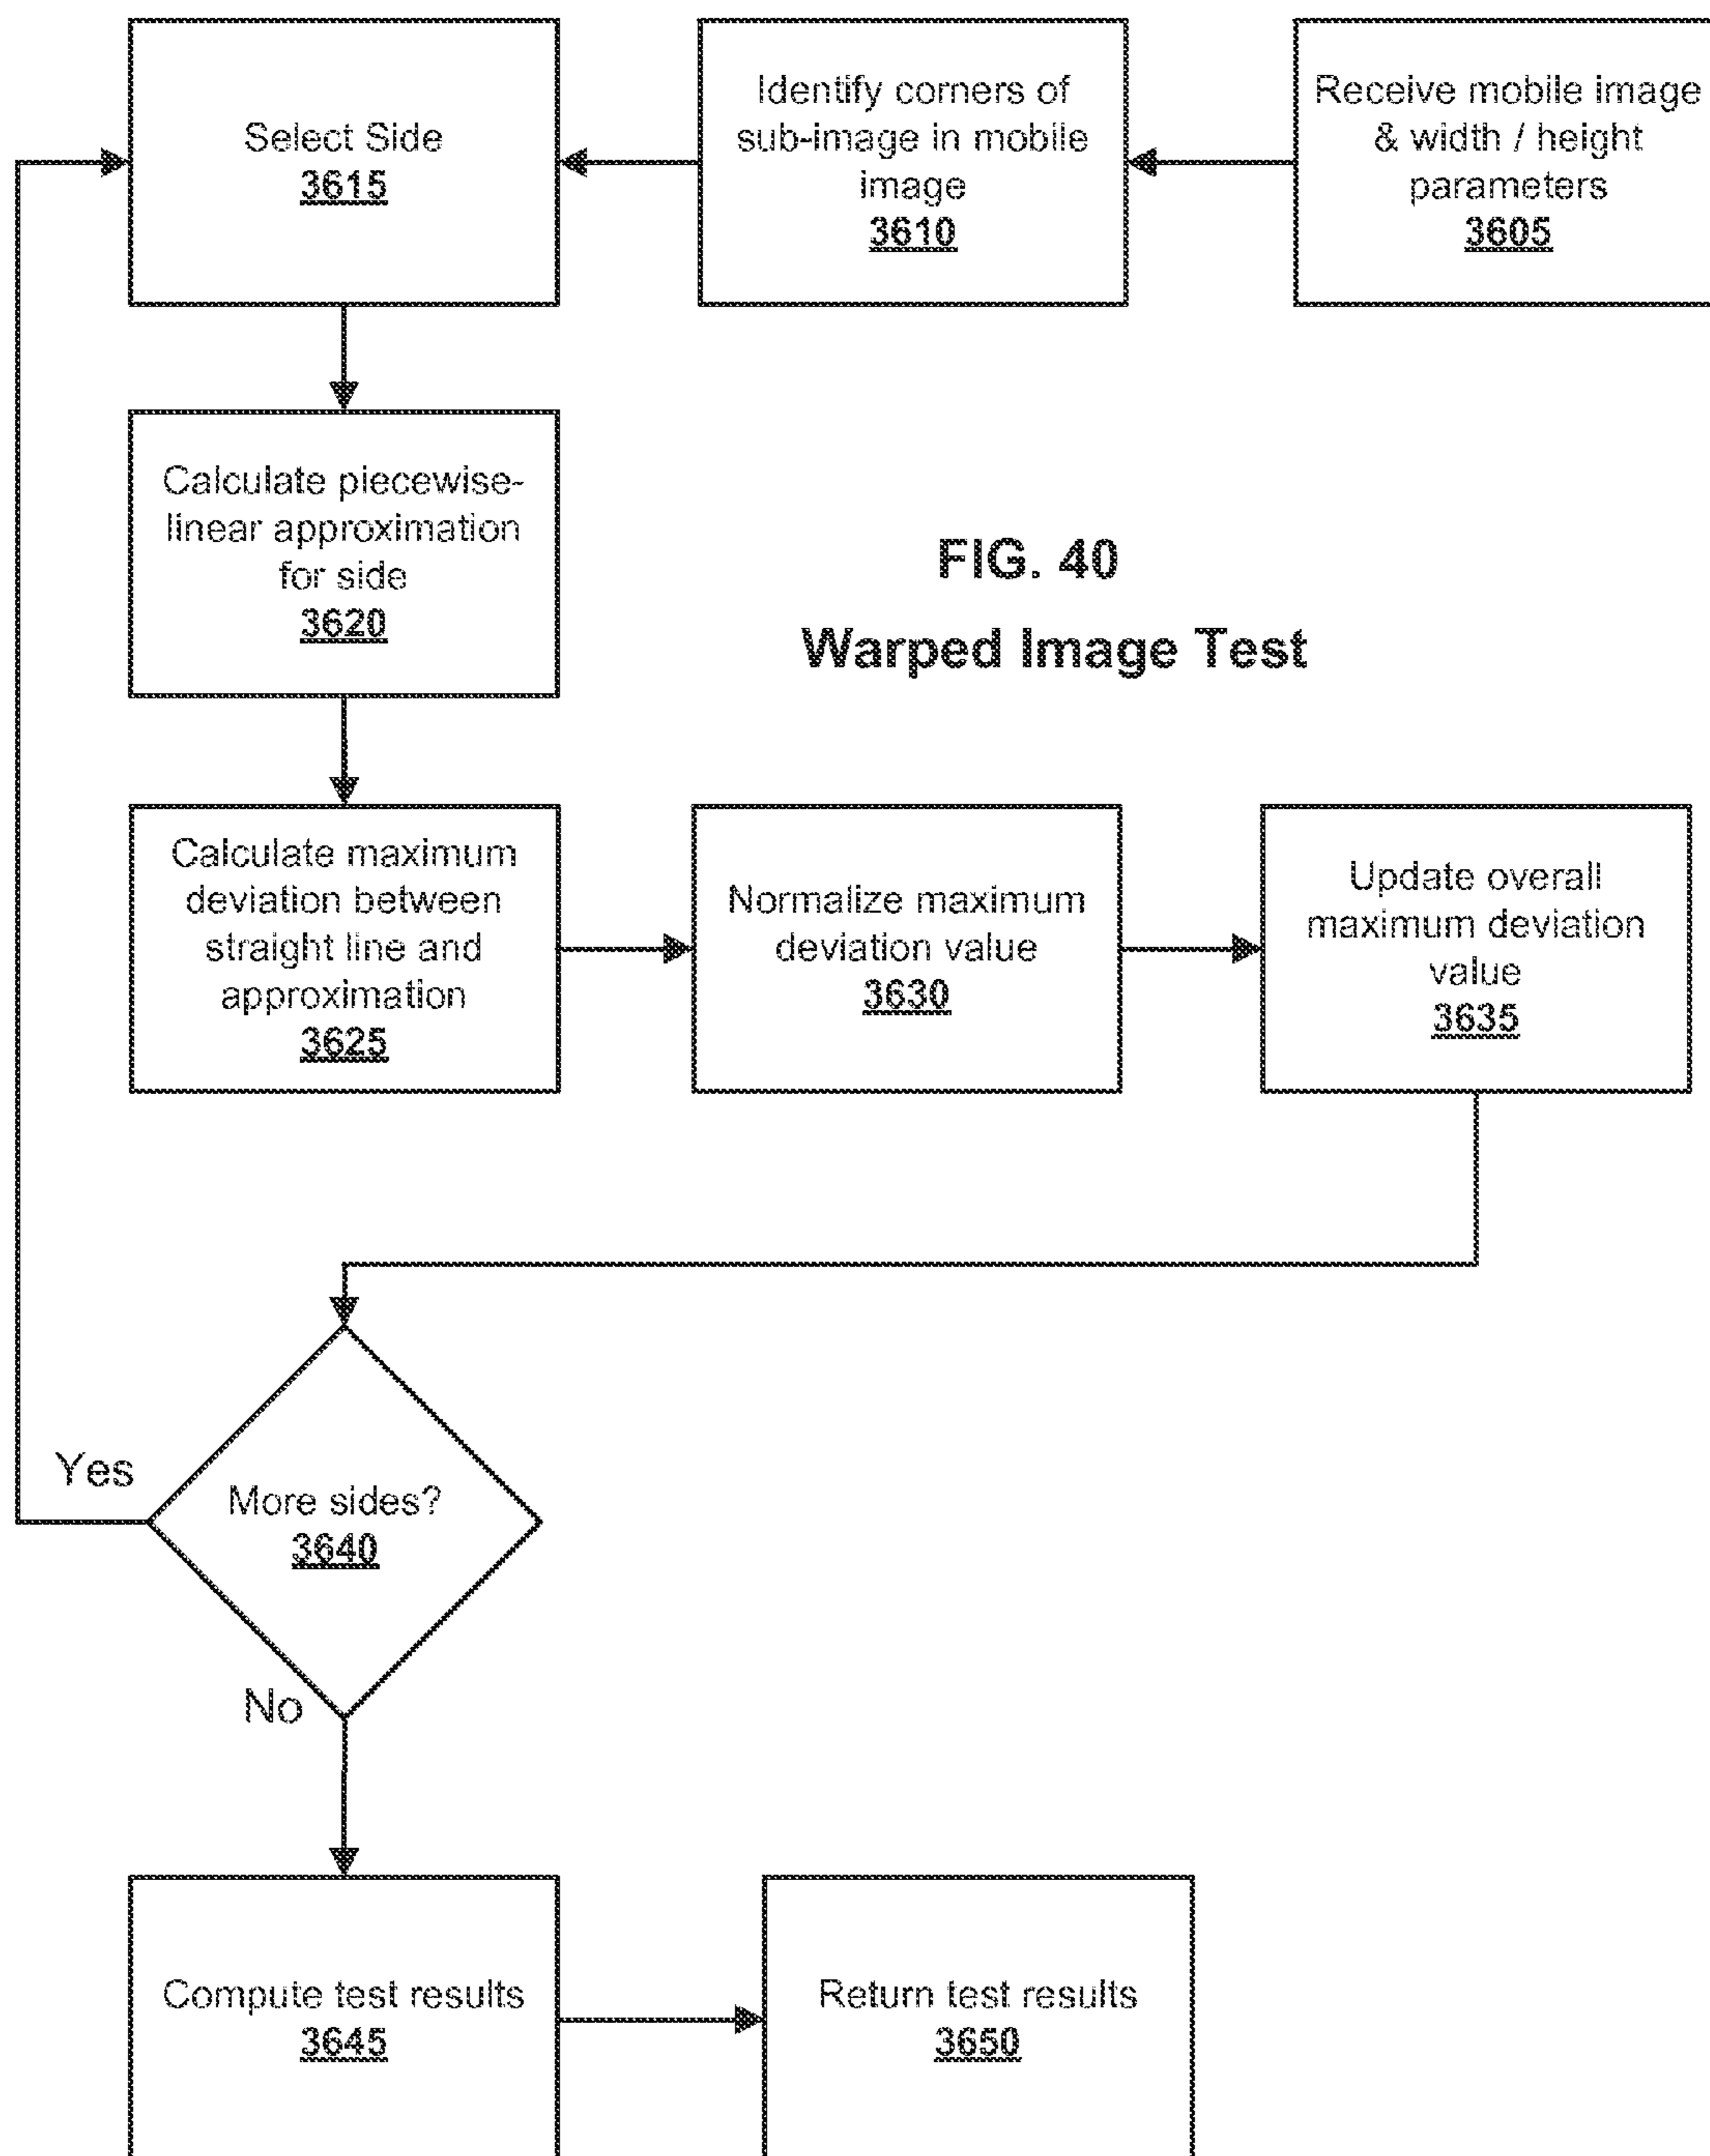 Receive mobile image
& width / height
parameters
3605
Identify corners of
sub-image in mobile
image
3610
Select Side
3615
Calculate piecewise-
linear approximation
for side
3620
FIG. 40
Warped Image Test
Calculate maximum
deviation between
straight line and
approximation
3625
Normalize maximum
deviation value
3630
Update overall
maximum deviation
value
3635
More sides?
3640
Yes
No
Compute test results
3645
Return test results
3650